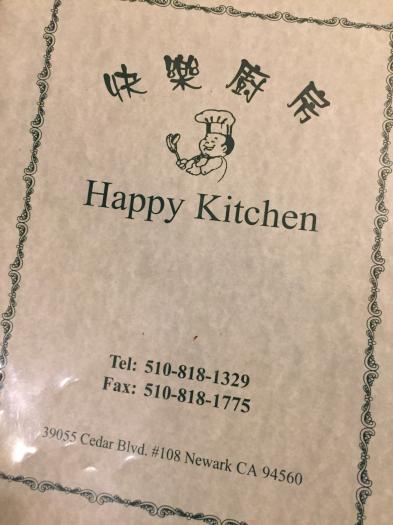 快樂廚房
Happy Kitchen
Tel: 510-818-1329
Fax: 510-818-1775
39055 Cedar Blvd. #108 Newark CA 94560